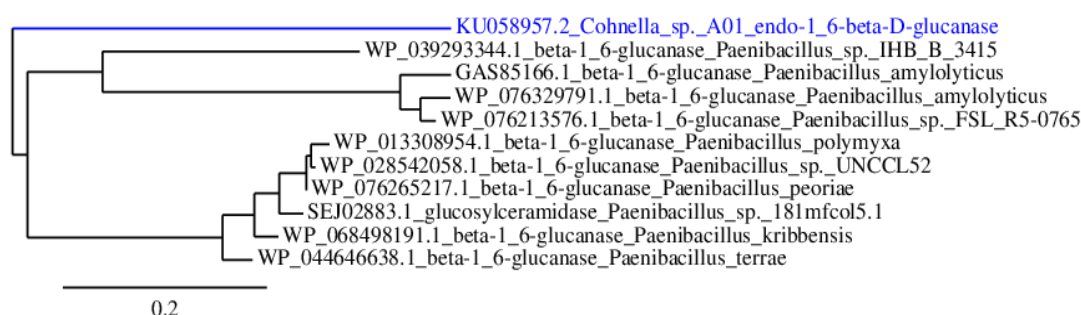 KU058957.2_Cohnella_sp._A01_endo-1_6-beta-D-glucanase
WP_039293344.1_beta-1_6-glucanase_Paenibacillus_sp._IHB_B_3415
GAS85166.1_beta-1_6-glucanase_Paenibacillus_amylolyticus
WP_076329791.1_beta-1_6-glucanase_Paenibacillus_amylolyticus
WP_076213576.1_beta-1_6-glucanase_Paenibacillus_sp._FSL_R5-0765
WP_013308954.1_beta-1_6-glucanase_Paenibacillus_polymyxa
WP_028542058.1_beta-1_6-glucanase_Paenibacillus_sp._UNCCL52
WP_076265217.1_beta-1_6-glucanase_Paenibacillus_peoriae
SEJ02883.1_glucosylceramidase_Paenibacillus_sp._181mfcol5.1
WP_068498191.1_beta-1_6-glucanase_Paenibacillus_kribbensis
WP_044646638.1_beta-1_6-glucanase_Paenibacillus_terrae
0.2